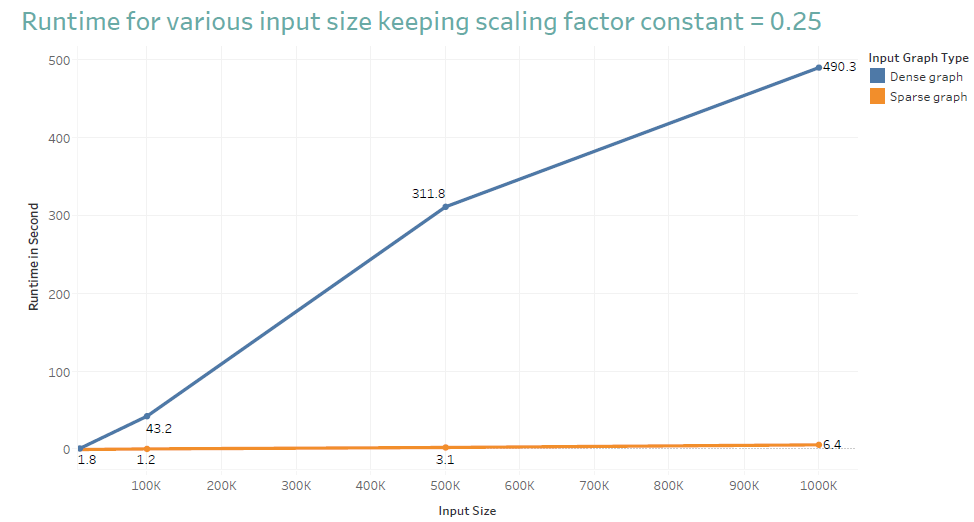 Runtime for various input size keeping scaling factor constant = 0.25
Input Graph Type
Dense graph
Sparse graph
Runtime in Second
500
400
300
200
100
0
490.3
311.8
43.2
1.8
1.2
3.1
6.4
100K 200K 300K 400K 500K 600K 700K 800K 900K 1000K
Input Size